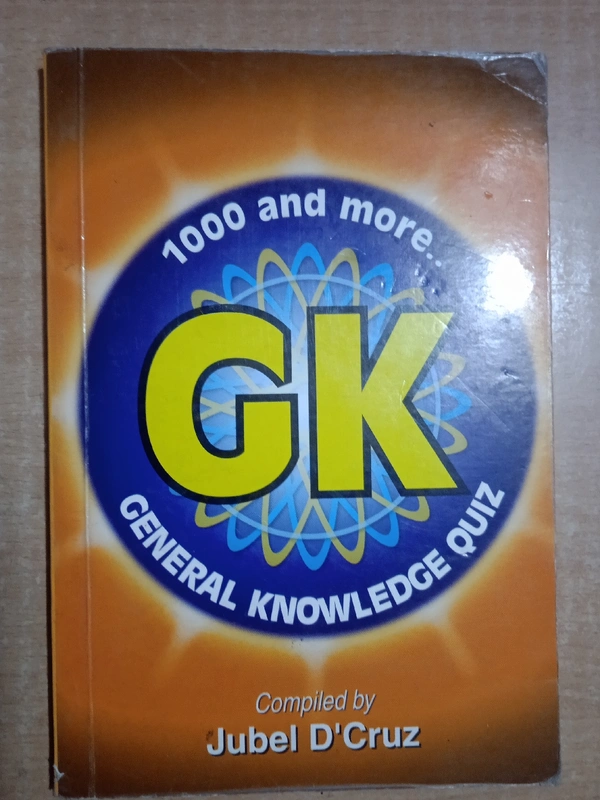 1000 and more..
GK
GENERAL KNOWLEDGE QUIZ
Compiled by
Jubel D'Cruz